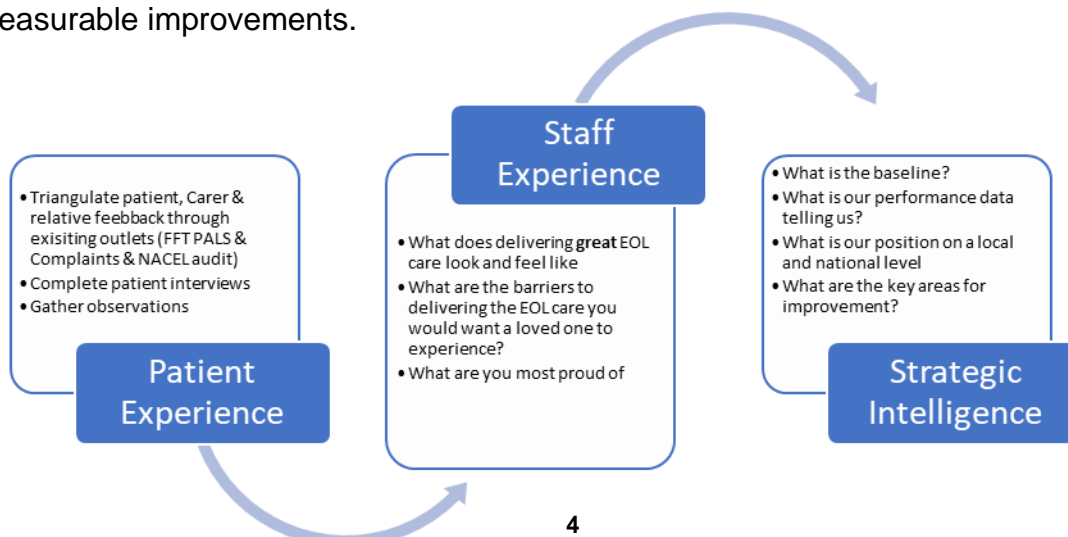 easurable improvements.
• Triangulate patient, Carer &
relative feebback through
exisiting outlets (FFT PALS &
Complaints & NACEL audit)
• Complete patient interviews
• Gather observations
Patient
Experience
Staff
Experience
• What does delivering great EOL
care look and feel like
• What are the barriers to
delivering the EOL care you
would want a loved one to
experience?
• What are you most proud of
• What is the baseline?
• What is our performance data
telling us?
• What is our position on a local
and national level
• What are the key areas for
improvement?
Strategic
Intelligence
4